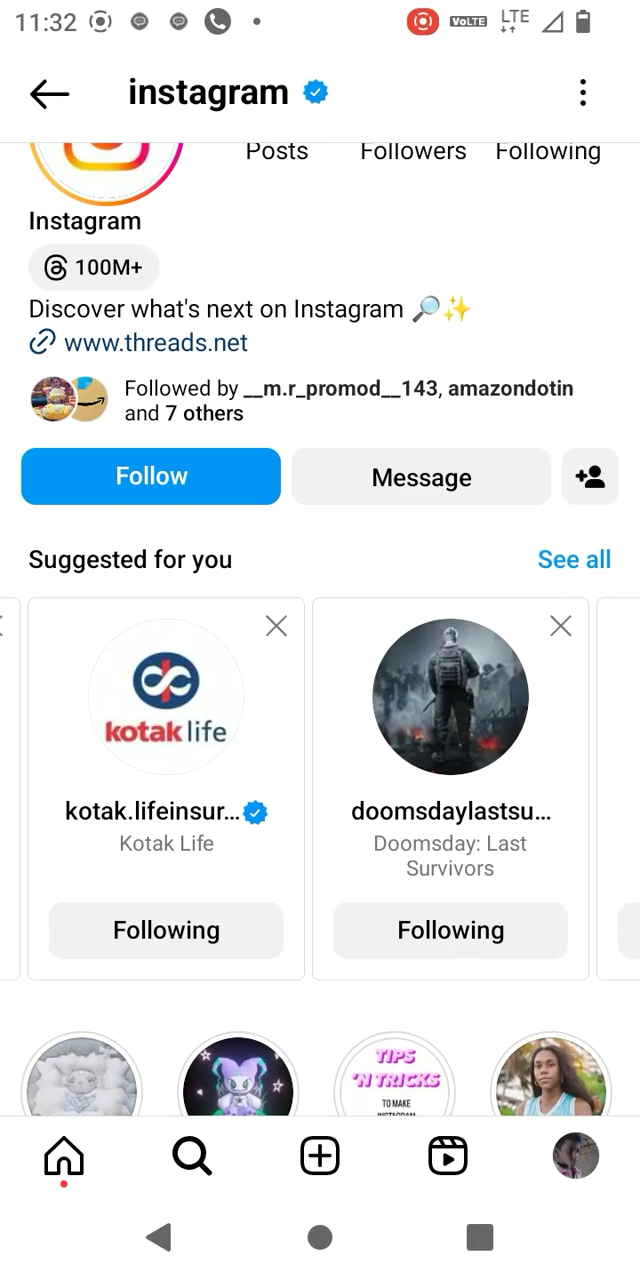 11:32 VoLTE LTE
instagram
Posts Followers Following
Instagram
100M+
Discover what's next on Instagram 🔎✨
www.threads.net
Followed by __m.r_promod__143, amazondotin
and 7 others
Follow Message
Suggested for you See all
kotak life
kotak.lifeinsur... doomsdaylastsu...
Kotak Life Doomsday: Last
Survivors
Following Following
TIPS
'N TRICKS
TO MAKE
INSTAGRAM